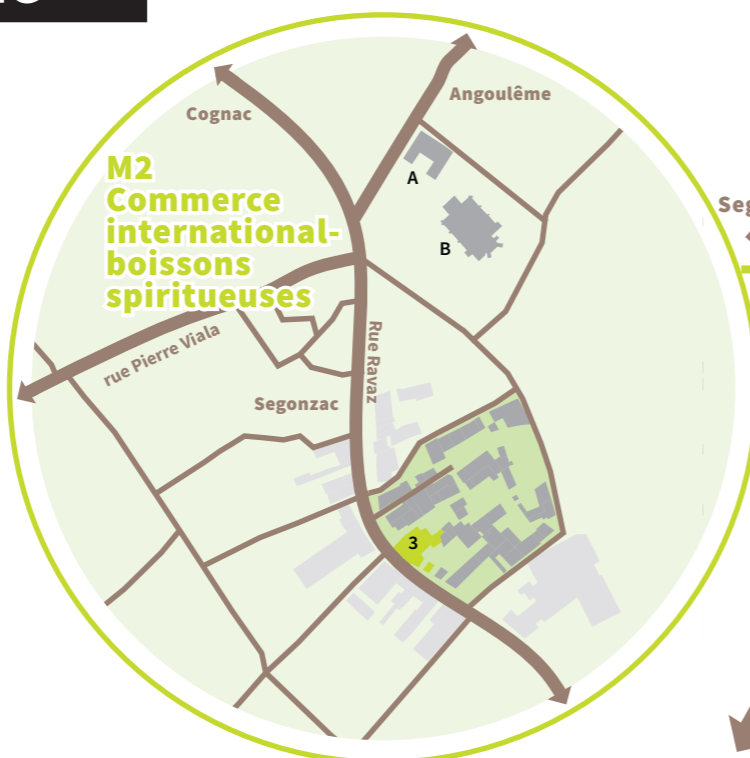 Angoulême
Cognac
M2
Commerce
international-
boissons
spiritueuses
A
B
rue Pierre Viala
Rue Ravaz
Segonzac
3